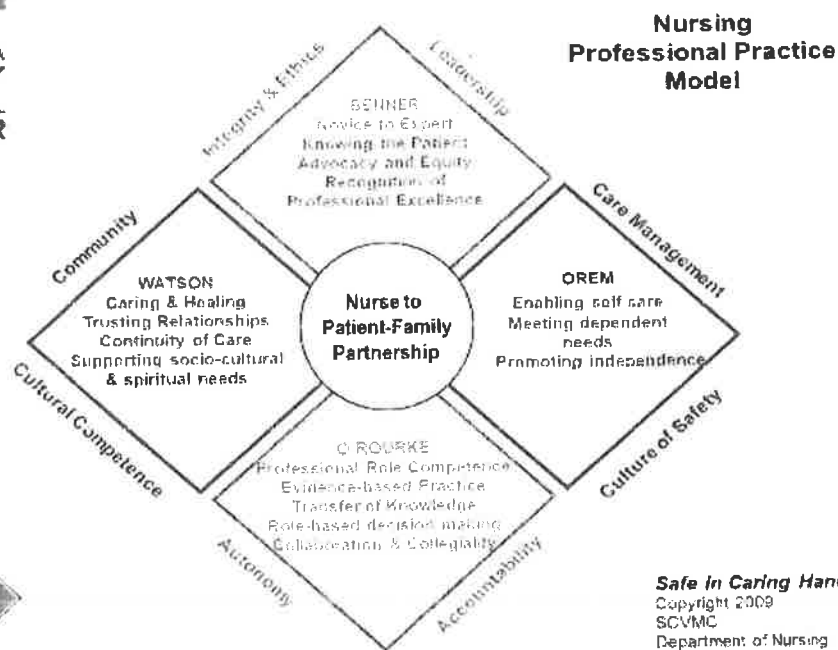 Nursing
Professional Practice
Model
Integrity & Ethics
Leadership
BENNER
Novice to Expert
Knowing the Patient
Advocacy and Equity
Recognition of
Professional Excellence
Community
Care Management
WATSON
Caring & Healing
Trusting Relationships
Continuity of Care
Supporting socio-cultural
& spiritual needs
Nurse to
Patient-Family
Partnership
OREM
Enabling self care
Meeting dependent
needs
Promoting independence
Cultural Competence
Culture of Safety
O ROURKE
Professional Role Competence
Evidence-based Practice
Transfer of Knowledge
Role-based decision making
Collaboration & Collegiality
Autonomy
Accountability
Safe in Caring
Copyright 2009
SCVMC
Department of Nursing